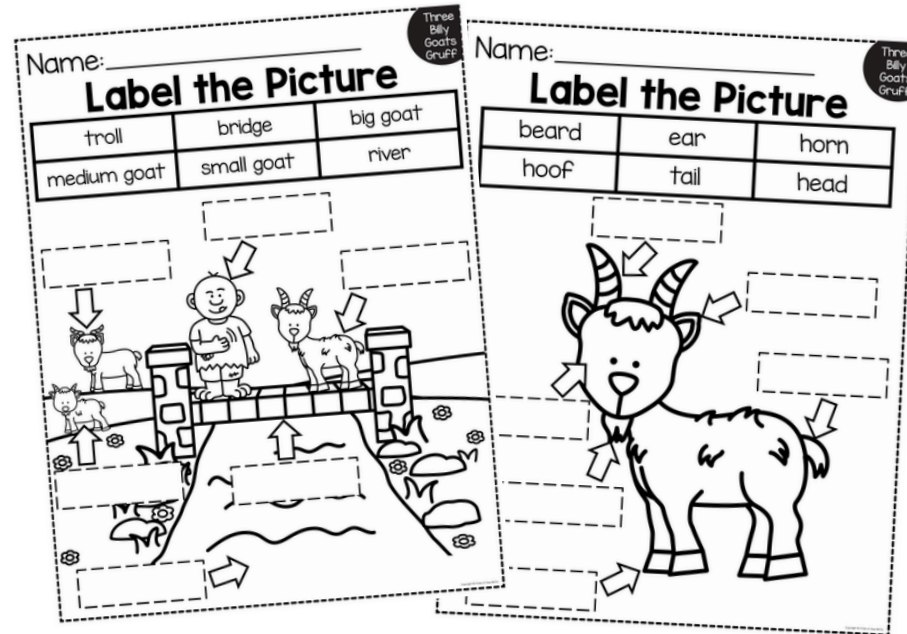 Three
Billy
Goats
Gruff
Name:
Label the Picture
troll bridge big goat
medium goat small goat river
Three
Billy
Goats
Gruff
Name:
Label the Picture
beard ear horn
hoof tail head